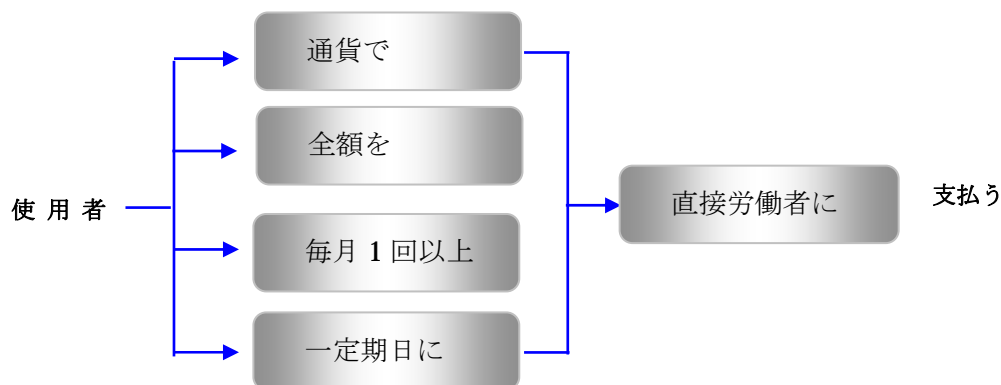 使用者
通貨で
全額を
毎月 1 回以上
一定期日に
直接労働者に
支払う